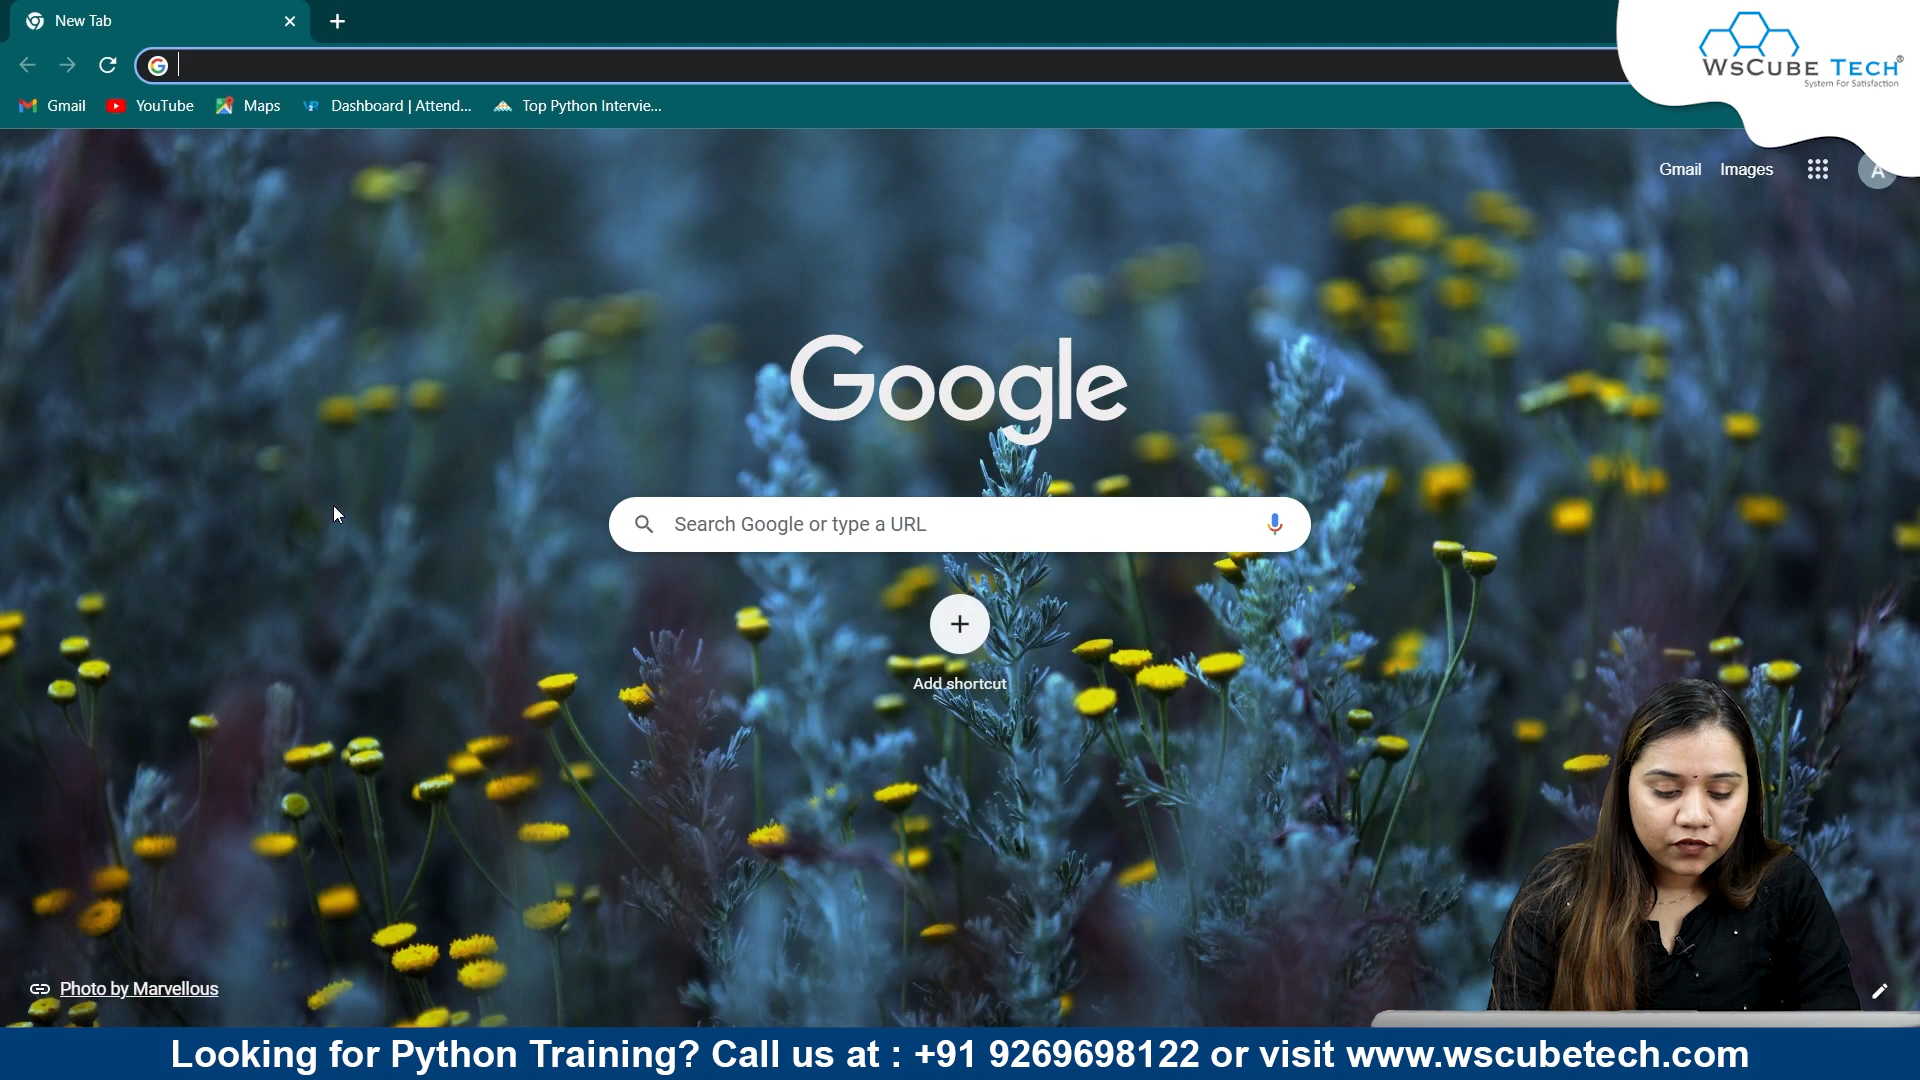 New Tab
WsCube Tech®
System For Satisfaction
Gmail
YouTube
Maps
Dashboard | Attend...
Top Python Intervie...
Gmail
Images
A
Google
Search Google or type a URL
Add shortcut
Photo by Marvellous
Looking for Python Training? Call us at : +91 9269698122 or visit www.wscubetech.com